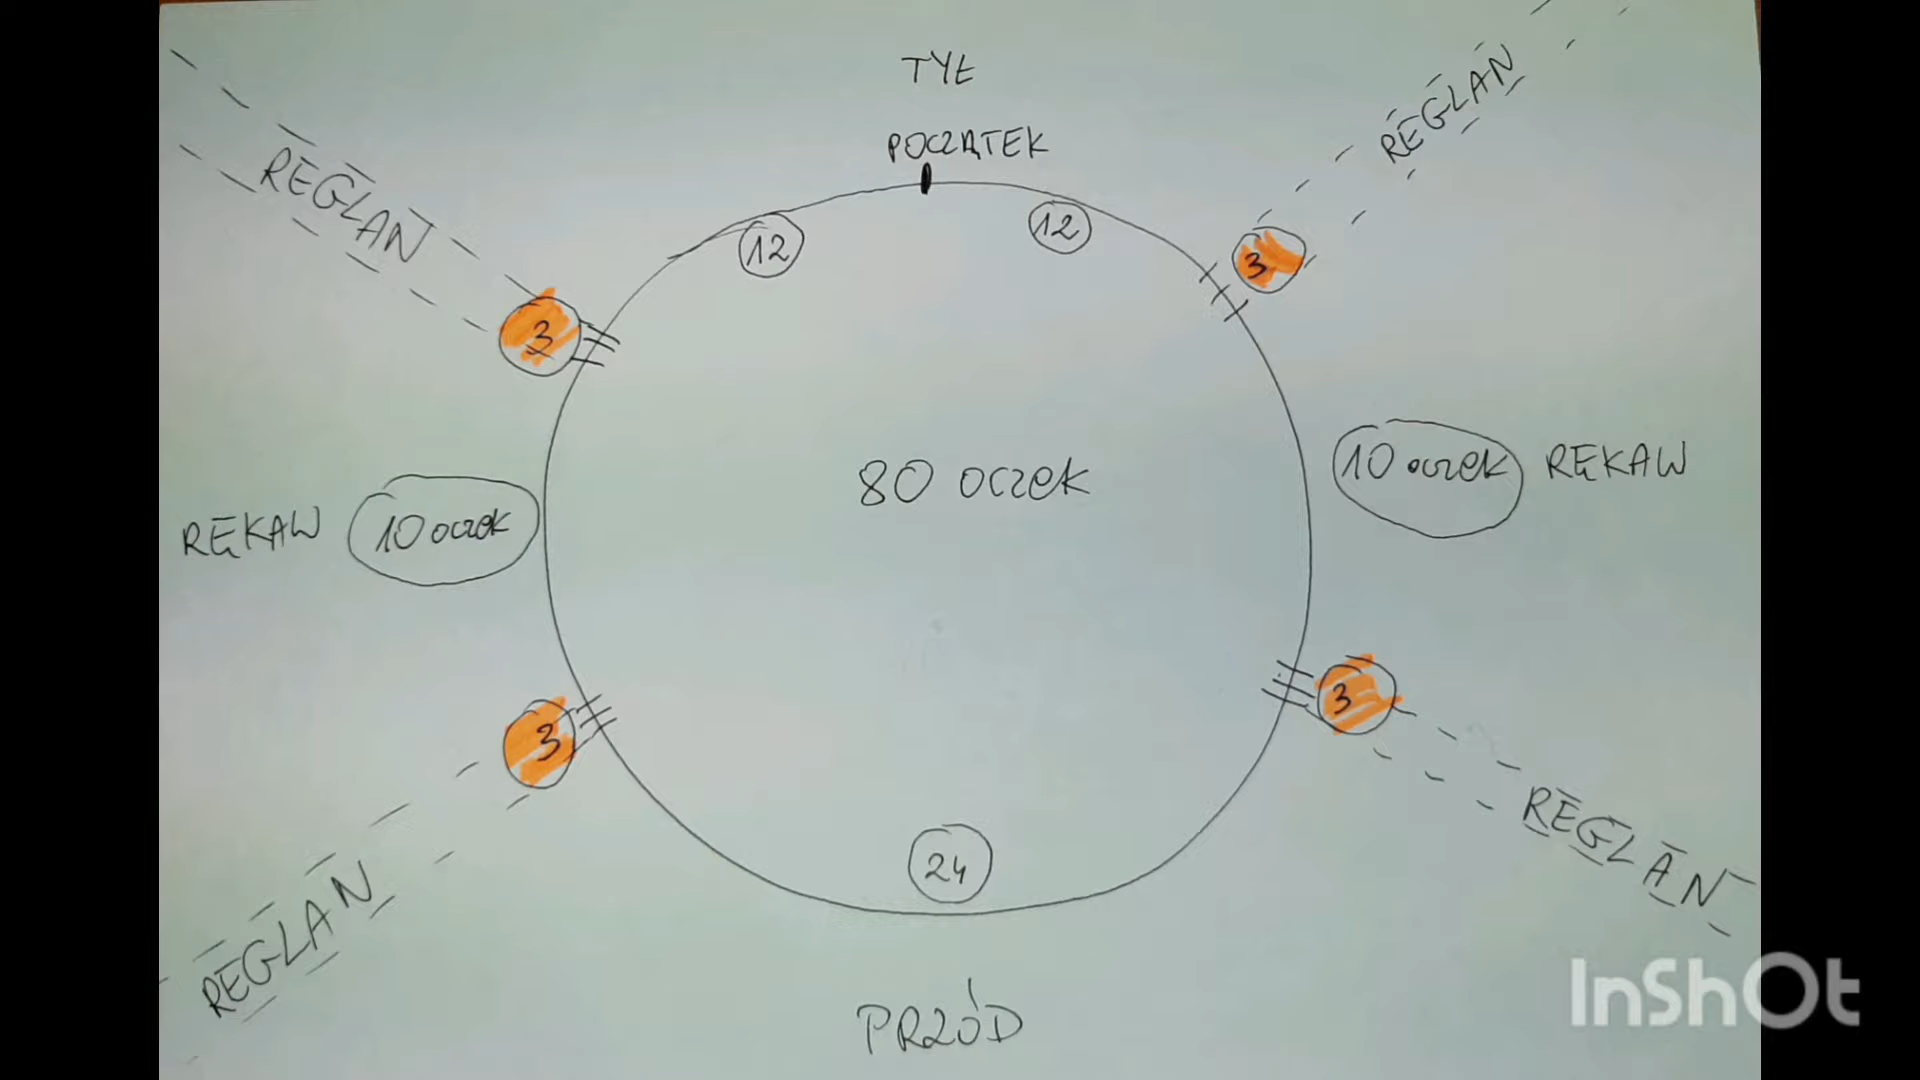 TYŁ
POCZĄTEK
REGLAN
REGLAN
12
12
3
3
80 oczek
10 oczek RĘKAW
RĘKAW 10 oczek
3
3
24
REGLAN
REGLAN
PRZÓD
InShOt